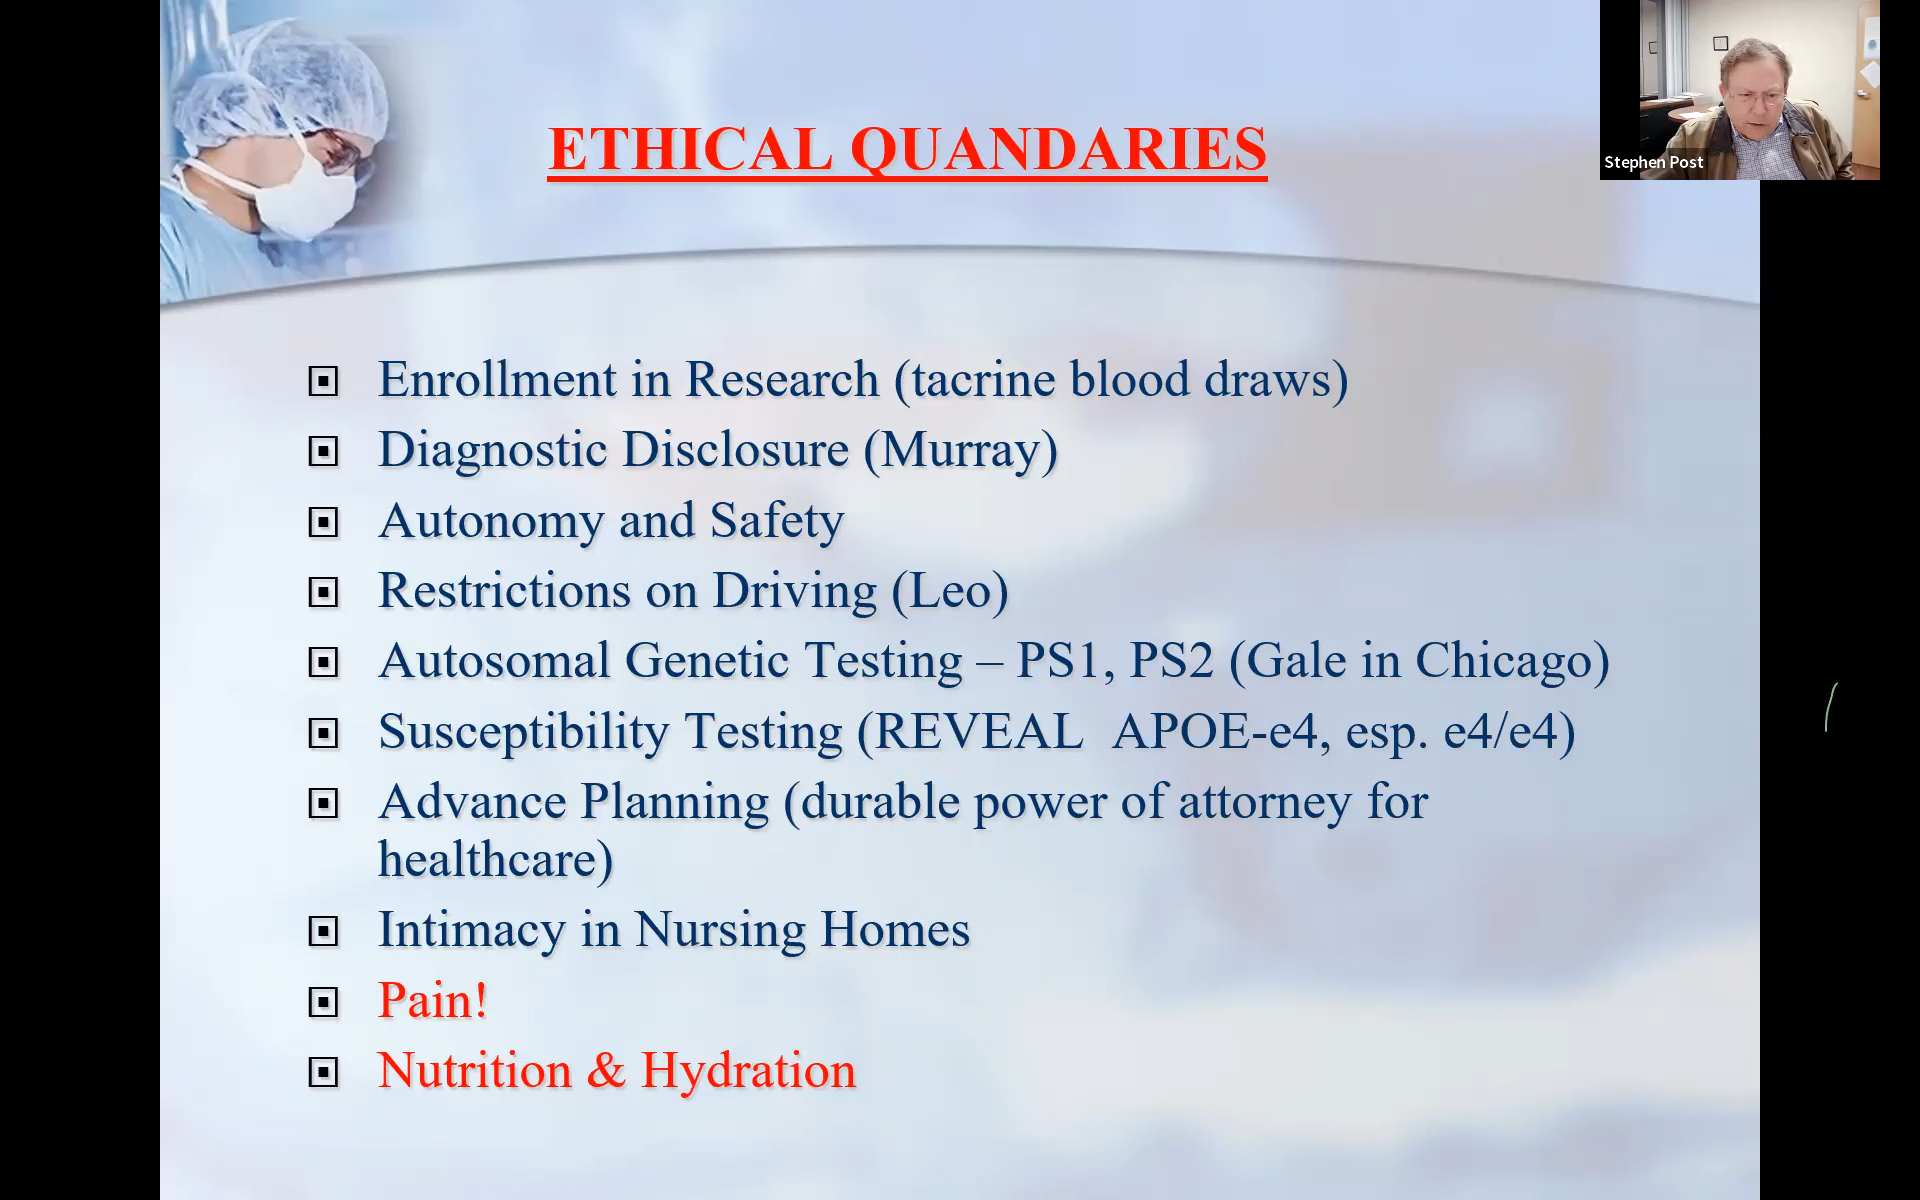 ETHICAL QUANDARIES
Stephen Post
Enrollment in Research (tacrine blood draws)
Diagnostic Disclosure (Murray)
Autonomy and Safety
Restrictions on Driving (Leo)
Autosomal Genetic Testing – PS1, PS2 (Gale in Chicago)
Susceptibility Testing (REVEAL APOE-e4, esp. e4/e4)
Advance Planning (durable power of attorney for
healthcare)
Intimacy in Nursing Homes
Pain!
Nutrition & Hydration